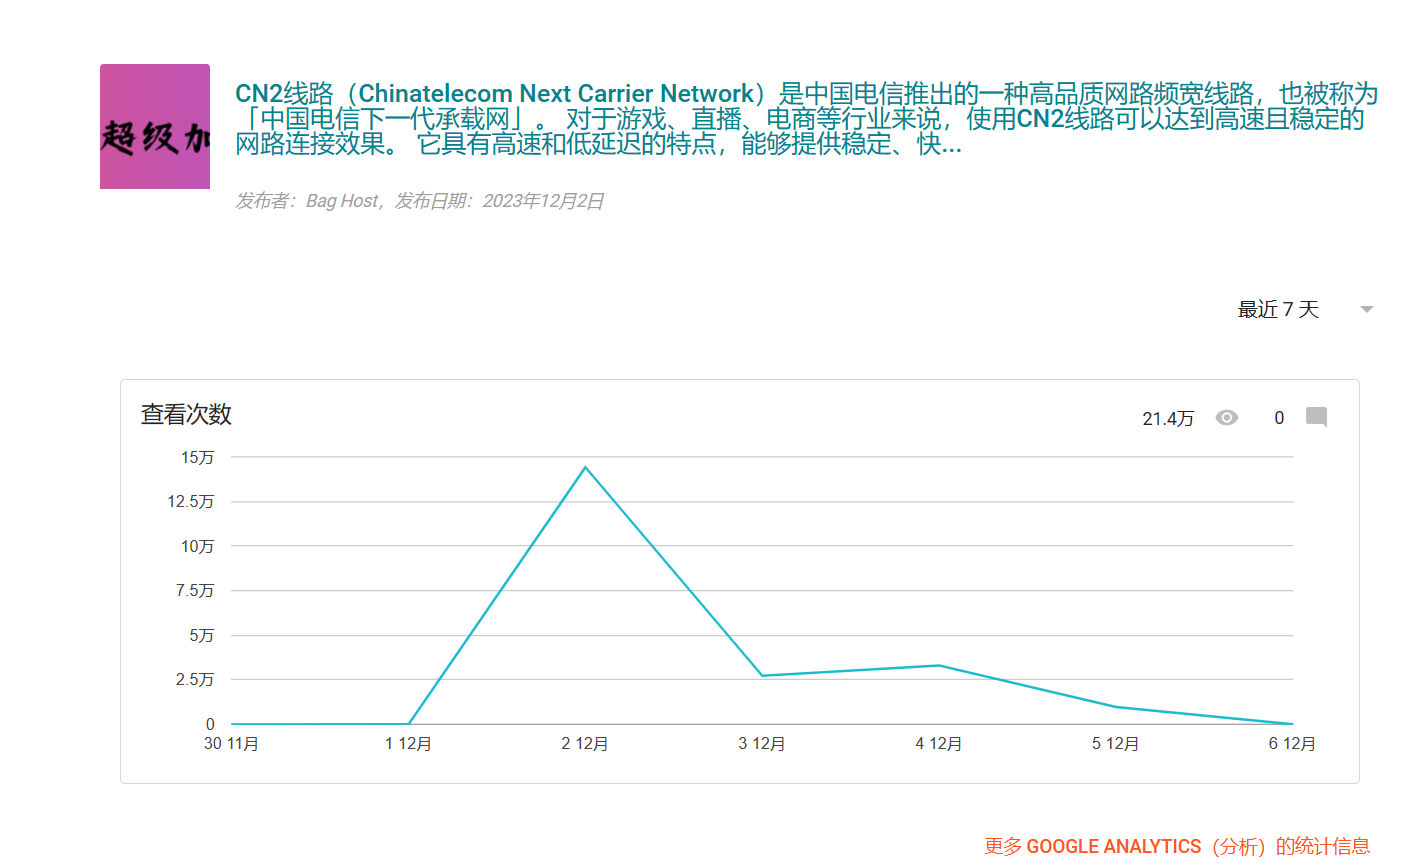 超级加
CN2线路（Chinatelecom Next Carrier Network）是中国电信推出的一种高品质网路频宽线路，也被称为
「中国电信下一代承载网」。 对于游戏、直播、电商等行业来说，使用CN2线路可以达到高速且稳定的
网路连接效果。 它具有高速和低延迟的特点，能够提供稳定、快...
发布者：Bag Host，发布日期：2023年12月2日
最近 7 天
查看次数
21.4万
0
15万
12.5万
10万
7.5万
5万
2.5万
0
30 11月
1 12月
2 12月
3 12月
4 12月
5 12月
6 12月
更多 GOOGLE ANALYTICS（分析）的统计信息